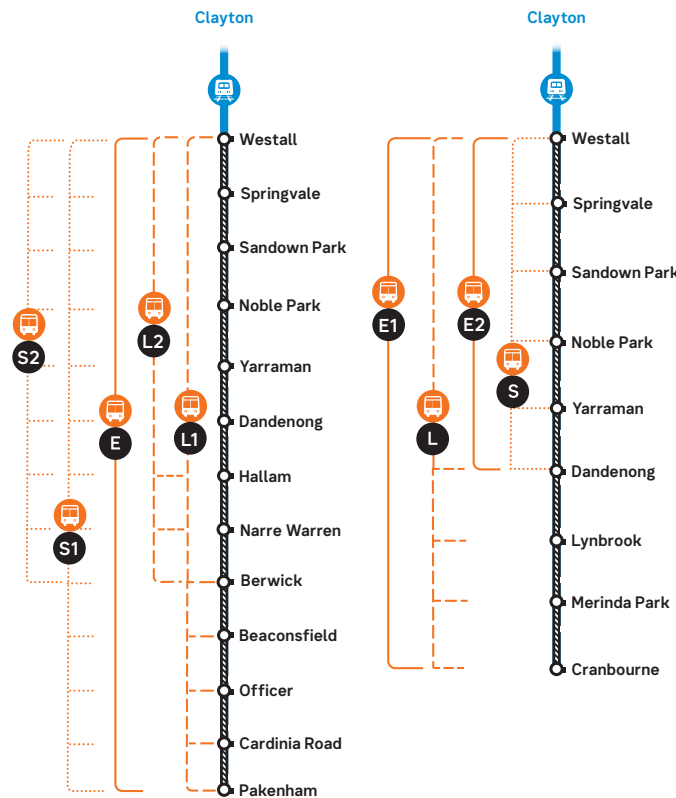 Clayton
Westall
Springvale
Sandown Park
Noble Park
Yarraman
Dandenong
Hallam
Narre Warren
Berwick
Beaconsfield
Officer
Cardinia Road
Pakenham
S2
S1
E
L2
L1
Clayton
Westall
Springvale
Sandown Park
Noble Park
Yarraman
Dandenong
Lynbrook
Merinda Park
Cranbourne
E1
L
E2
S